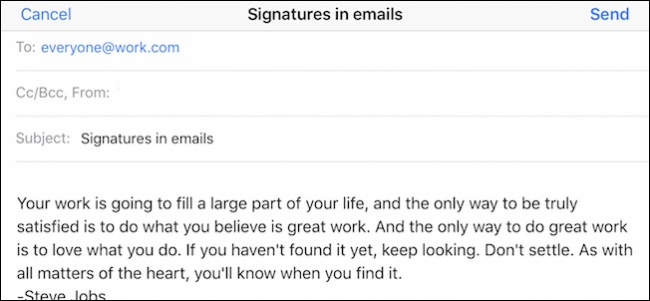 Cancel Signatures in emails Send
To: everyone@work.com
Cc/Bcc, From:
Subject: Signatures in emails
Your work is going to fill a large part of your life, and the only way to be truly
satisfied is to do what you believe is great work. And the only way to do great work
is to love what you do. If you haven't found it yet, keep looking. Don't settle. As with
all matters of the heart, you'll know when you find it.
-Steve Jobs